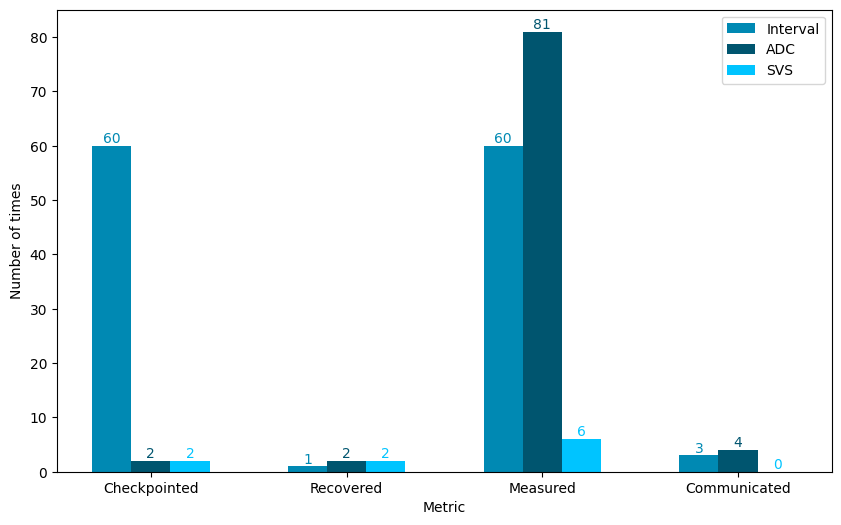 Interval
ADC
SVS
Number of times
80
70
60
50
40
30
20
10
0
60
2
2
1
2
2
60
81
6
3
4
0
Checkpointed
Recovered
Measured
Communicated
Metric